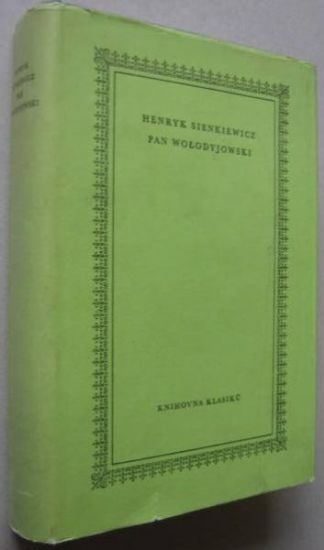 HENRYK SIENKIEWICZ
PAN WOŁODYJOWSKI
KNIHOVNA KLASIKŮ